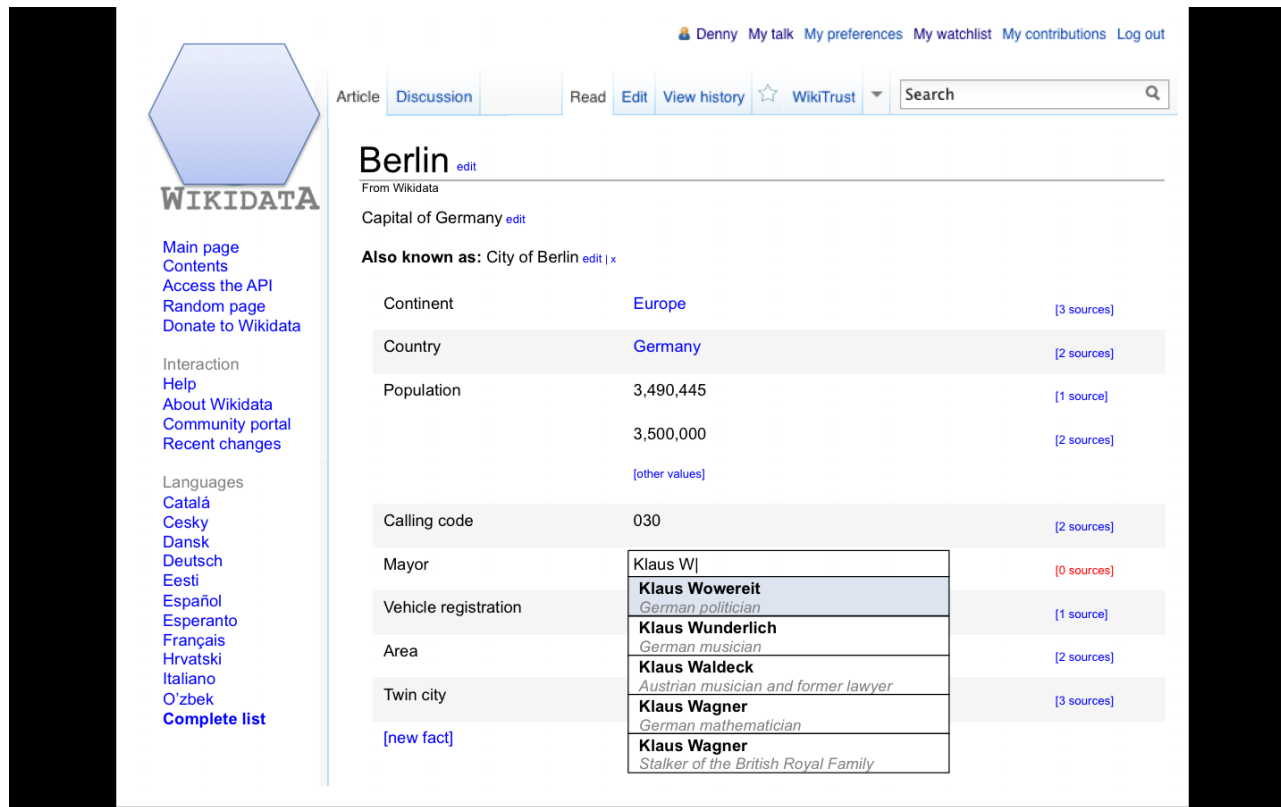 Denny My talk My preferences My watchlist My contributions Log out
Article Discussion Read Edit View history WikiTrust Search
Berlin edit
From Wikidata
WIKIDATA
Capital of Germany edit
Also known as: City of Berlin edit | x
Main page
Contents
Access the API
Random page
Donate to Wikidata
Interaction
Help
About Wikidata
Community portal
Recent changes
Languages
Catalá
Cesky
Dansk
Deutsch
Eesti
Español
Esperanto
Français
Hrvatski
Italiano
O'zbek
Complete list
Continent Europe [3 sources]
Country Germany [2 sources]
Population 3,490,445 [1 source]
3,500,000 [2 sources]
[other values]
Calling code 030 [2 sources]
Mayor Klaus W| [0 sources]
Klaus Wowereit
German politician
Vehicle registration [1 source]
Klaus Wunderlich
German musician
Area [2 sources]
Klaus Waldeck
Austrian musician and former lawyer
Twin city [3 sources]
Klaus Wagner
German mathematician
[new fact]
Klaus Wagner
Stalker of the British Royal Family